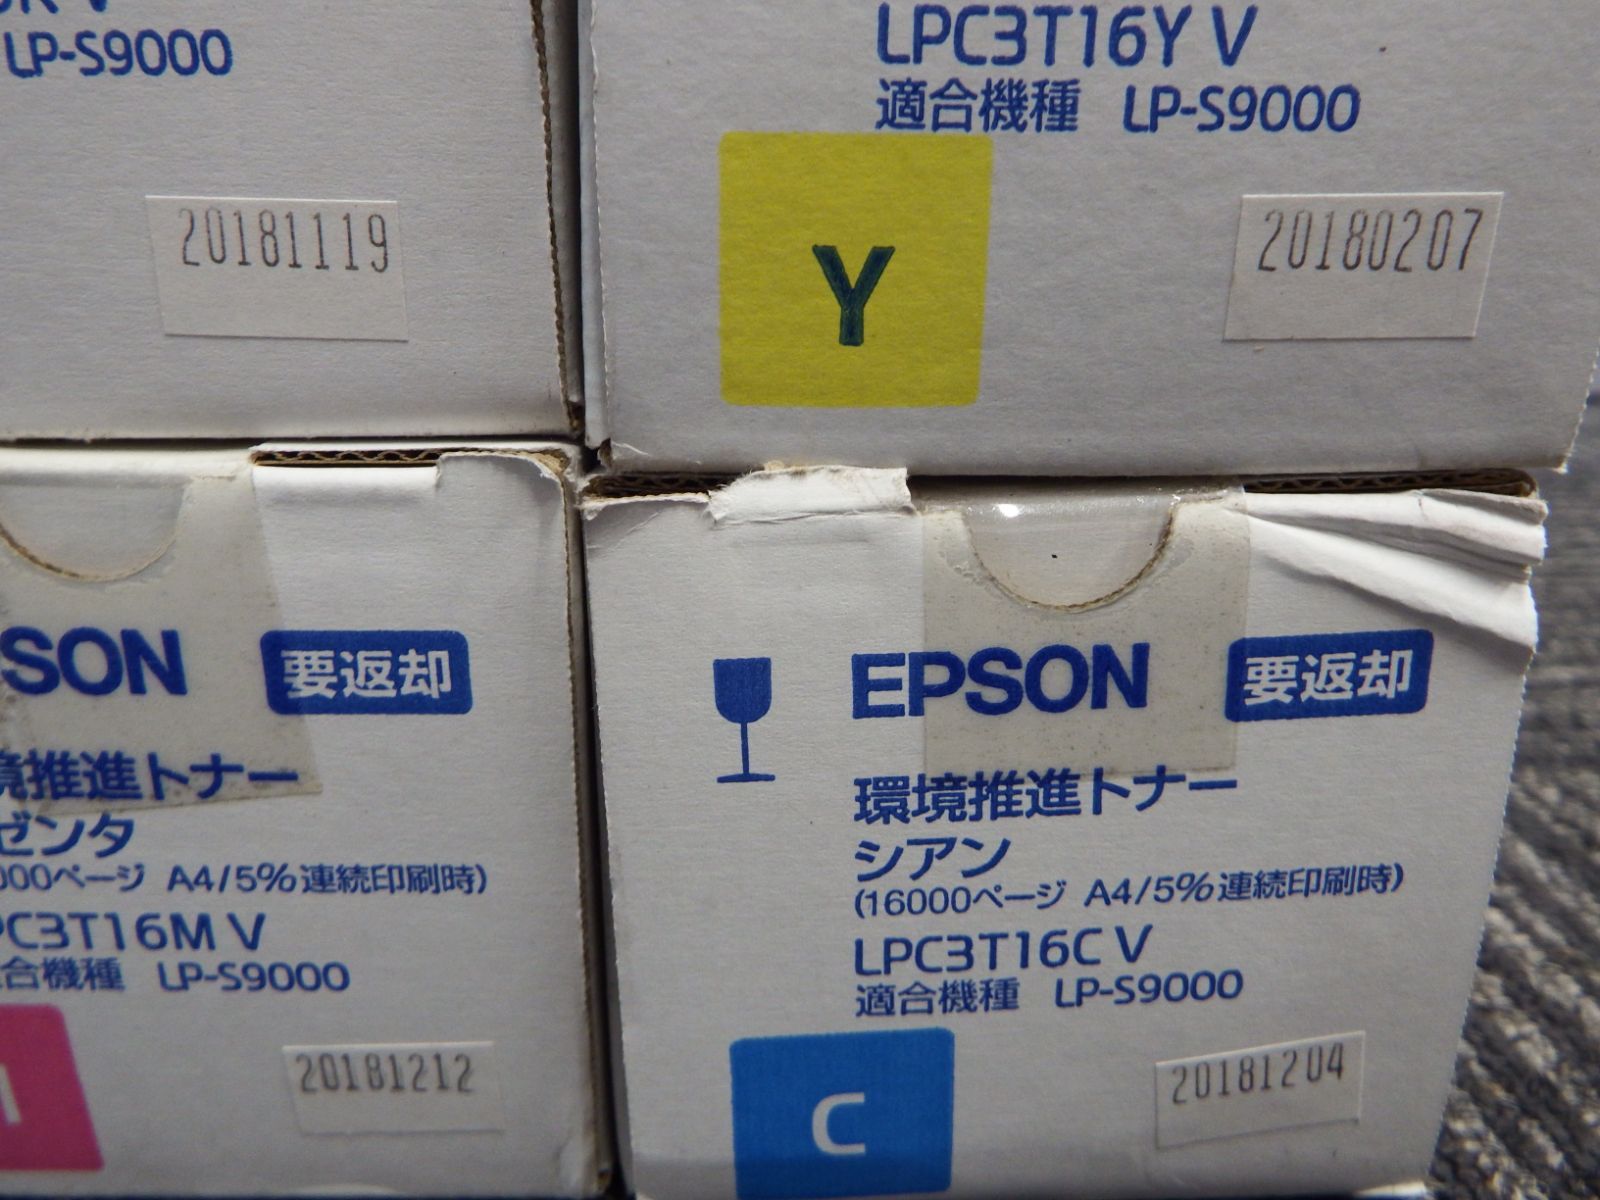 LP-S9000
20181119
LPC3T16Y V
適合機種 LP-S9000
Y
20180207
SON 要返却
境推進トナー
ゼンタ
000ページ A4/5%連続印刷時)
PC3T16M V
合機種 LP-S9000
20181212
EPSON 要返却
環境推進トナー
シアン
(16000ページ A4/5%連続印刷時)
LPC3T16C V
適合機種 LP-S9000
C
20181204